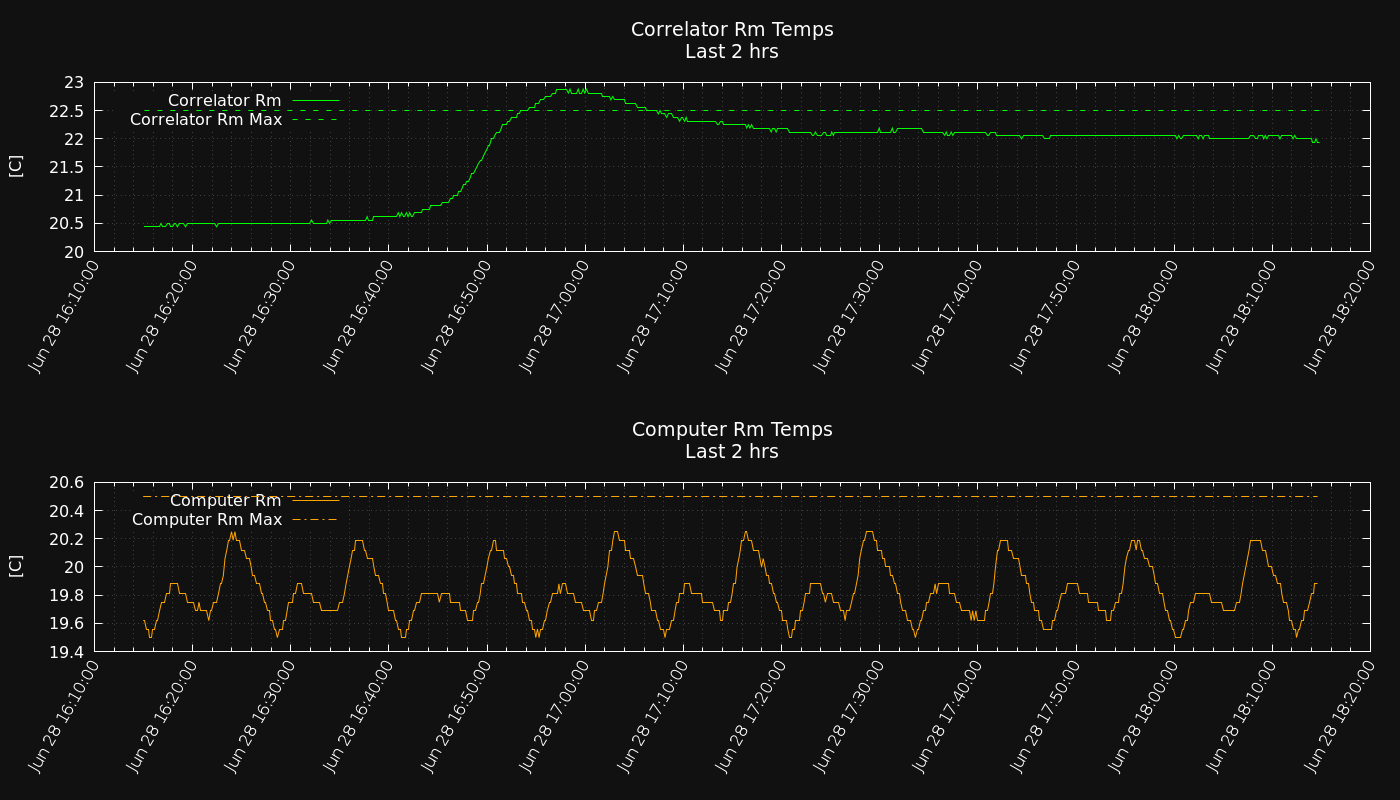 Correlator Rm Temps
Last 2 hrs
23
22.5
22
21.5
21
20.5
20
[C]
Correlator Rm
Correlator Rm Max
Jun 28 16:10:00
Jun 28 16:20:00
Jun 28 16:30:00
Jun 28 16:40:00
Jun 28 16:50:00
Jun 28 17:00:00
Jun 28 17:10:00
Jun 28 17:20:00
Jun 28 17:30:00
Jun 28 17:40:00
Jun 28 17:50:00
Jun 28 18:00:00
Jun 28 18:10:00
Jun 28 18:20:00
Computer Rm Temps
Last 2 hrs
20.6
20.4
20.2
20
19.8
19.6
19.4
[C]
Computer Rm
Computer Rm Max
Jun 28 16:10:00
Jun 28 16:20:00
Jun 28 16:30:00
Jun 28 16:40:00
Jun 28 16:50:00
Jun 28 17:00:00
Jun 28 17:10:00
Jun 28 17:20:00
Jun 28 17:30:00
Jun 28 17:40:00
Jun 28 17:50:00
Jun 28 18:00:00
Jun 28 18:10:00
Jun 28 18:20:00